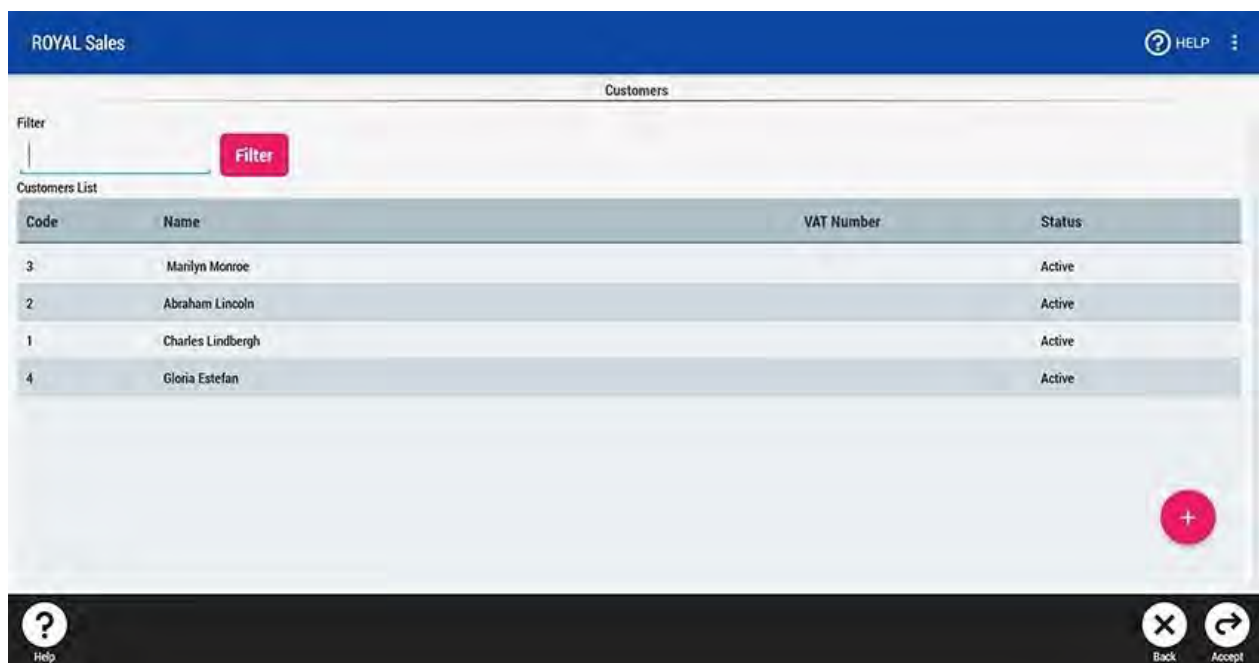 ROYAL Sales
? HELP
Customers
Filter
Filter
Customers List
Code Name VAT Number Status
3 Marilyn Monroe Active
2 Abraham Lincoln Active
1 Charles Lindbergh Active
4 Gloria Estefan Active
+
?
Help
Back Accept